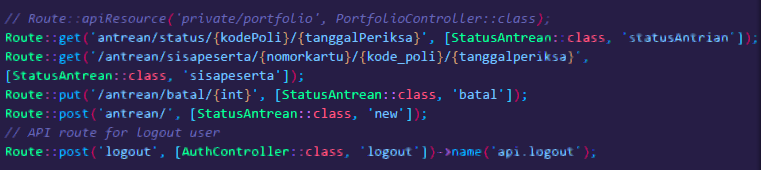 // Route::apiResource('private/portfolio', PortfolioController::class);
Route::get('antrean/status/{kodePoli}/{tanggalPeriksa}', [StatusAntrean::class, 'statusAntrian']);
Route::get('/antrean/sisapeserta/{nomorkartu}/{kode_poli}/{tanggalperiksa}',
[StatusAntrean::class, 'sisapeserta']);
Route::put('/antrean/batal/{int}', [StatusAntrean::class, 'batal']);
Route::post('antrean/', [StatusAntrean::class, 'new']);
// API route for logout user
Route::post('logout', [AuthController::class, 'logout'])->name('api.logout');